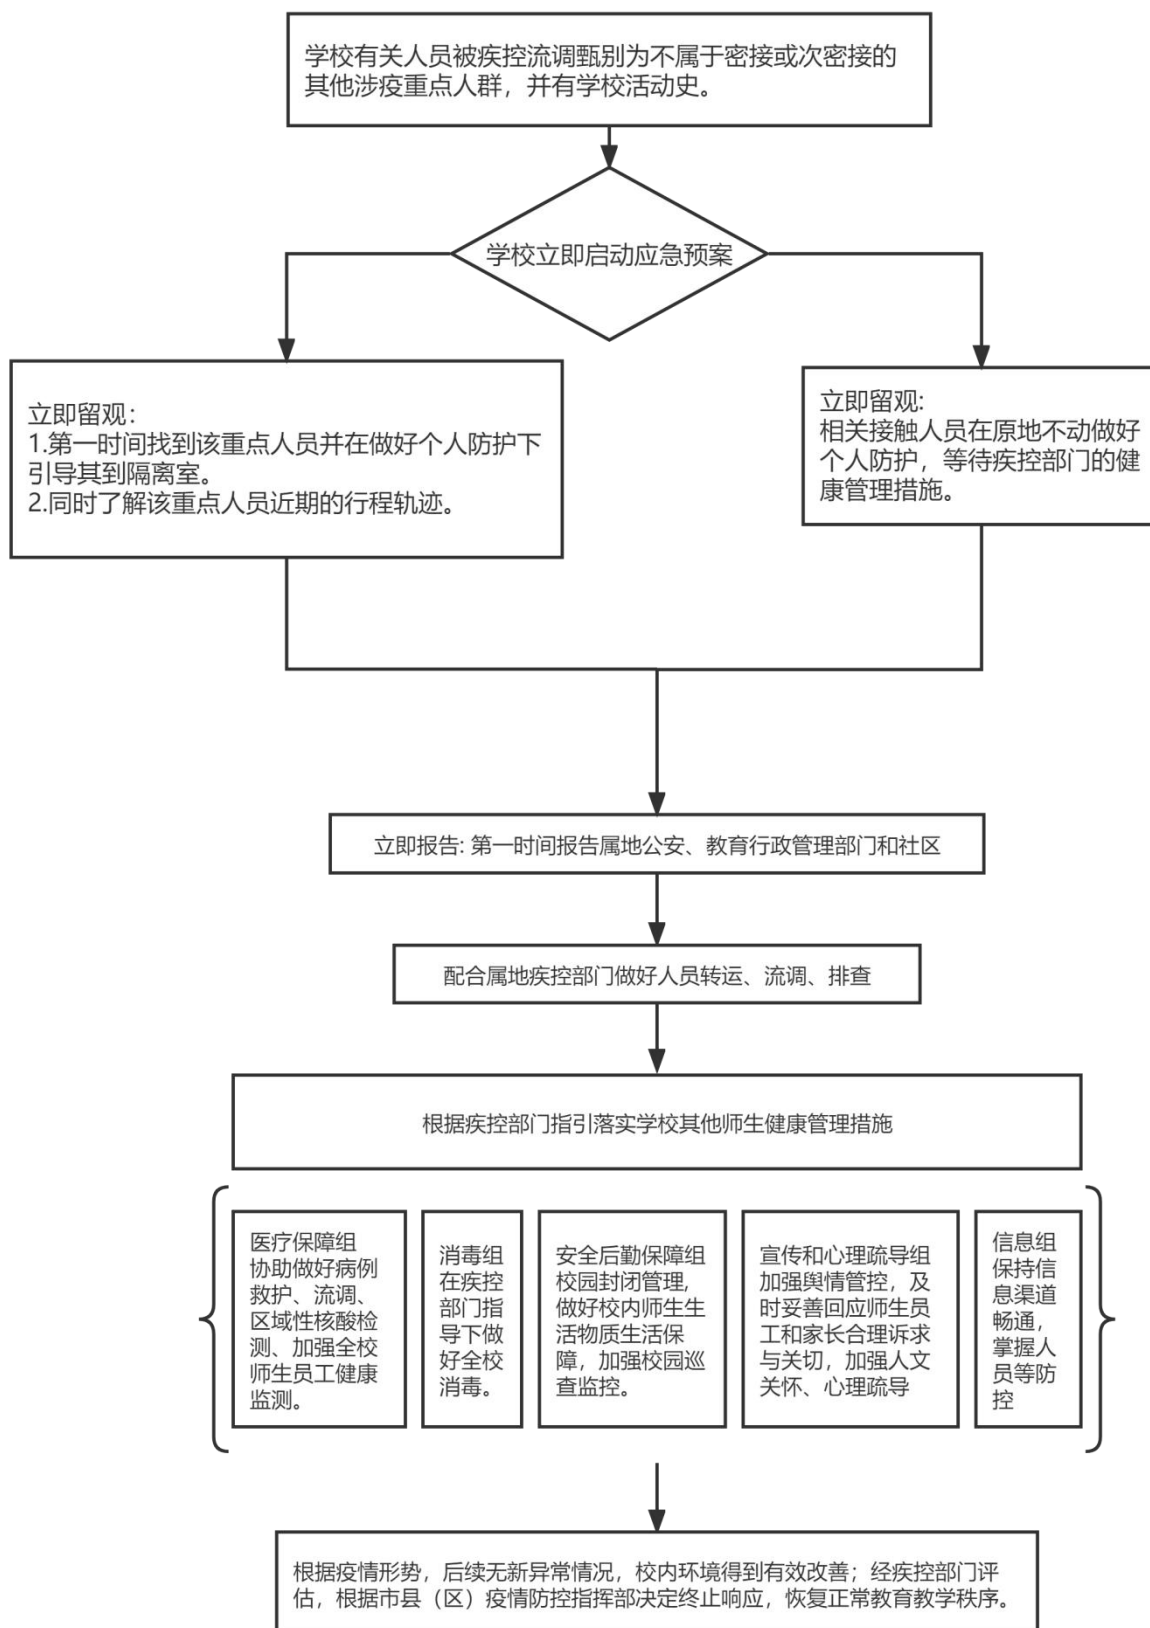 学校有关人员被疾控流调甄别为不属于密接或次密接的
其他涉疫重点人群，并有学校活动史。
学校立即启动应急预案
立即留观：
1.第一时间找到该重点人员并在做好个人防护下
引导其到隔离室。
2.同时了解该重点人员近期的行程轨迹。
立即留观:
相关接触人员在原地不动做好
个人防护，等待疾控部门的健
康管理措施。
立即报告: 第一时间报告属地公安、教育行政管理部门和社区
配合属地疾控部门做好人员转运、流调、排查
根据疾控部门指引落实学校其他师生健康管理措施
医疗保障组
协助做好病例
救护、流调、
区域性核酸检
测、加强全校
师生员工健康
监测。
消毒组
在疾控
部门指
导下做
好全校
消毒。
安全后勤保障组
校园封闭管理,
做好校内师生生
活物质生活保
障，加强校园巡
查监控。
宣传和心理疏导组
加强舆情管控，及
时妥善回应师生员
工和家长合理诉求
与关切，加强人文
关怀、心理疏导
信息组
保持信
息渠道
畅通，
掌握人
员等防
控
根据疫情形势，后续无新异常情况，校内环境得到有效改善；经疾控部门评
估，根据市县（区）疫情防控指挥部决定终止响应，恢复正常教育教学秩序。